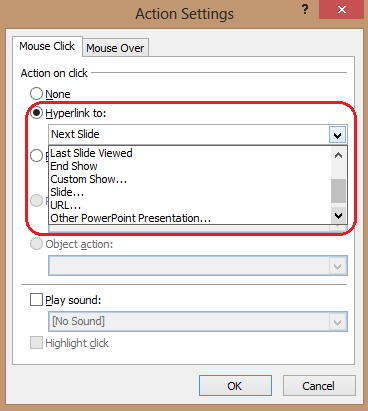 Action Settings
?
Mouse Click
Mouse Over
Action on click
None
Hyperlink to:
Next Slide
Last Slide Viewed
End Show
Custom Show...
Slide...
URL...
Other PowerPoint Presentation...
Object action:
Play sound:
[No Sound]
Highlight click
OK
Cancel